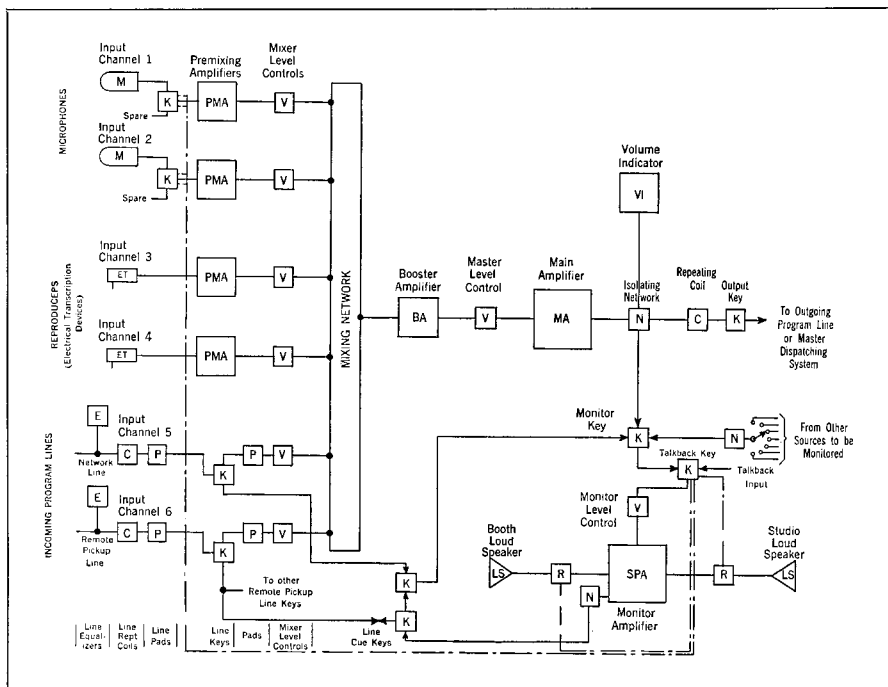 MICROPHONES
Input
Channel 1
M
K
Spare
Premixing
Amplifiers
PMA
Mixer
Level
Controls
V
Input
Channel 2
M
K
Spare
PMA
V
REPRODUCEPS
(Electrical Transcription
Devices)
Input
Channel 3
ET
PMA
V
Input
Channel 4
ET
PMA
V
INCOMING PROGRAM LINES
E
Input
Channel 5
Network
Line
C
P
K
P
V
E
Input
Channel 6
Remote
Pickup
Line
C
P
K
P
V
MIXING NETWORK
Booster
Amplifier
BA
Master
Level
Control
V
Main
Amplifier
MA
Volume
Indicator
VI
Isolating
Network
N
Repeating
Coil
C
Output
Key
K
To Outgoing
Program Line
or Master
Dispatching
System
Monitor
Key
K
N
From Other
Sources to be
Monitored
Talkback Key
K
Talkback
Input
Monitor
Level
Control
V
Booth
Loud
Speaker
LS
R
SPA
Monitor
Amplifier
N
R
Studio
Loud
Speaker
LS
K
To other
Remote Pickup
Line Keys
K
Line
Cue Keys
Line
Equal-
izers
Line
Rept
Coils
Line
Pads
Line
Keys
Pads
Mixer
Level
Controls